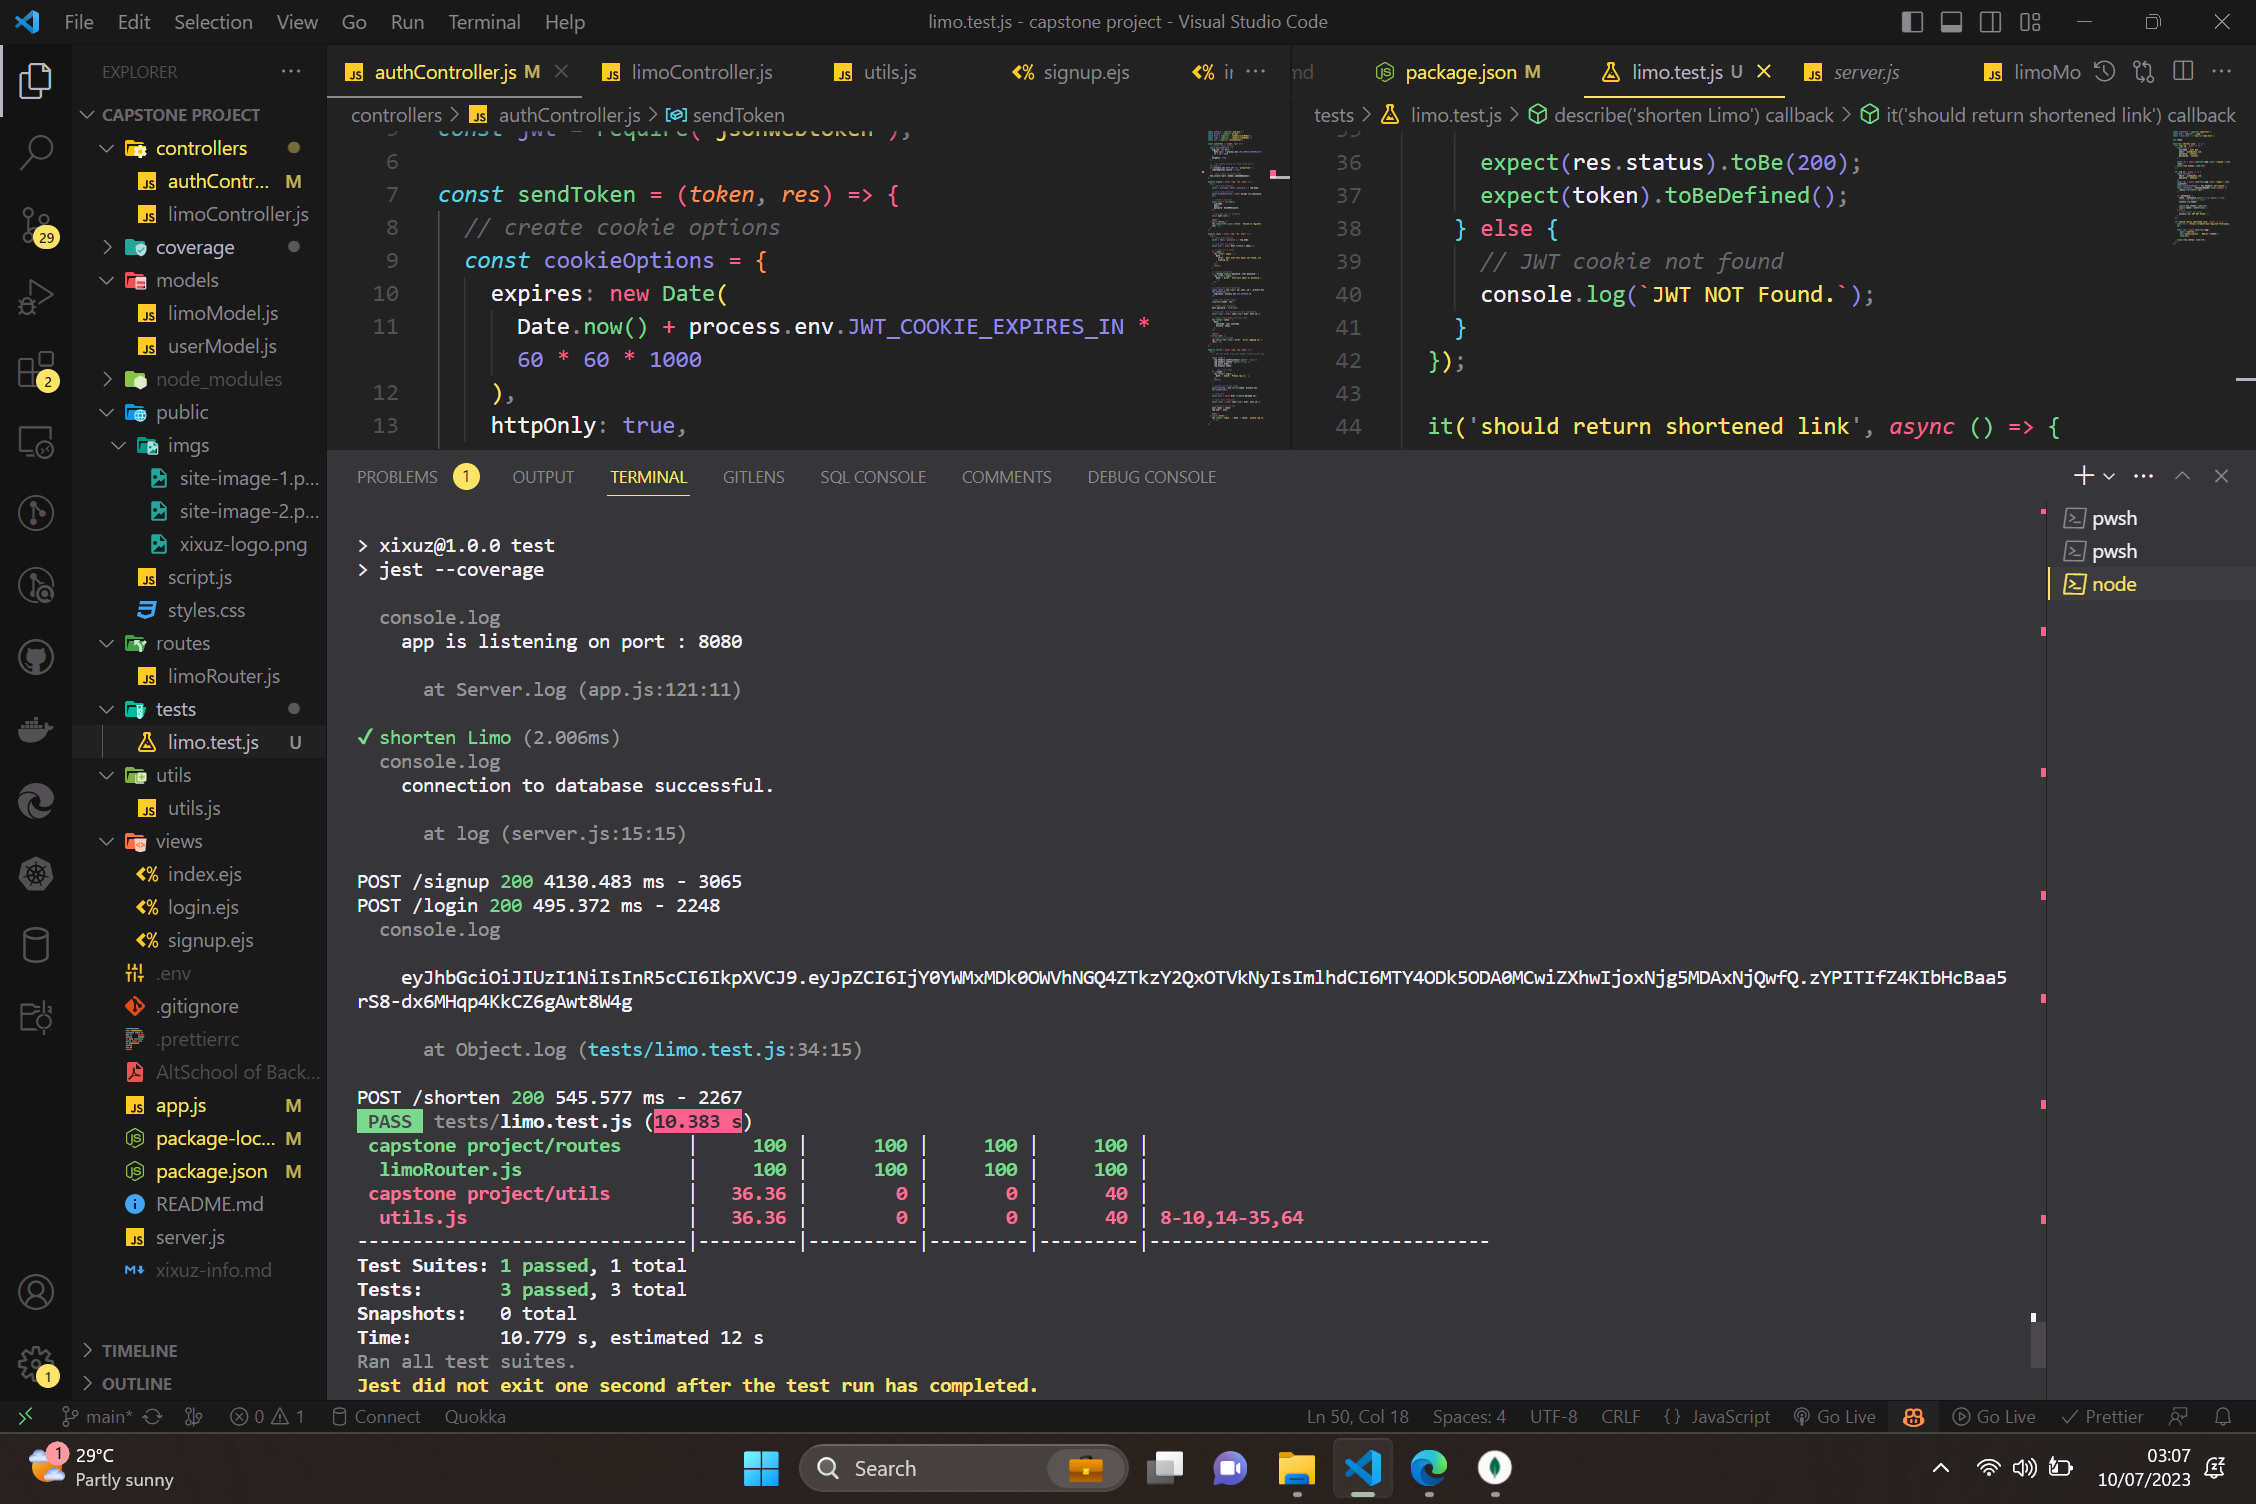 File Edit Selection View Go Run Terminal Help
limo.test.js - capstone project - Visual Studio Code
EXPLORER
CAPSTONE PROJECT
controllers
authContr... M
limoController.js
coverage
models
limoModel.js
userModel.js
node_modules
public
imgs
site-image-1.p...
site-image-2.p...
xixuz-logo.png
script.js
styles.css
routes
limoRouter.js
tests
limo.test.js U
utils
utils.js
views
index.ejs
login.ejs
signup.ejs
.env
.gitignore
.prettierrc
AltSchool of Back...
app.js M
package-loc... M
package.json M
README.md
server.js
xixuz-info.md
TIMELINE
OUTLINE
29
2
1
authController.js M
limoController.js
utils.js
signup.ejs
controllers > authController.js > sendToken
const jwt = require('jsonwebtoken');
6
7 const sendToken = (token, res) => {
8 // create cookie options
9 const cookieOptions = {
10 expires: new Date(
11 Date.now() + process.env.JWT_COOKIE_EXPIRES_IN *
60 * 60 * 1000
12 ),
13 httpOnly: true,
package.json M
limo.test.js U
server.js
limoMo
tests > limo.test.js > describe('shorten Limo') callback > it('should return shortened link') callback
36 expect(res.status).toBe(200);
37 expect(token).toBeDefined();
38 } else {
39 // JWT cookie not found
40 console.log(`JWT NOT Found.`);
41 }
42 });
43
44 it('should return shortened link', async () => {
PROBLEMS 1 OUTPUT TERMINAL GITLENS SQL CONSOLE COMMENTS DEBUG CONSOLE
pwsh
pwsh
node
> xixuz@1.0.0 test
> jest --coverage
console.log
app is listening on port : 8080
at Server.log (app.js:121:11)
✓ shorten Limo (2.006ms)
console.log
connection to database successful.
at log (server.js:15:15)
POST /signup 200 4130.483 ms - 3065
POST /login 200 495.372 ms - 2248
console.log
eyJhbGciOiJIUzI1NiIsInR5cCI6IkpXVCJ9.eyJpZCI6IjY0YWMxMDk0OWVhNGQ4ZTkzY2QxOTVkNyIsImlhdCI6MTY4ODk5ODA0MCwiZXhwIjoxNjg5MDAxNjQwfQ.zYPITIfZ4KIbHcBaa5
rS8-dx6MHqp4KkCZ6gAwt8W4g
at Object.log (tests/limo.test.js:34:15)
POST /shorten 200 545.577 ms - 2267
PASS tests/limo.test.js (10.383 s)
capstone project/routes | 100 | 100 | 100 | 100 |
limoRouter.js | 100 | 100 | 100 | 100 |
capstone project/utils | 36.36 | 0 | 0 | 40 |
utils.js | 36.36 | 0 | 0 | 40 | 8-10,14-35,64
------------------------------|---------|----------|---------|---------|-------------------------------
Test Suites: 1 passed, 1 total
Tests: 3 passed, 3 total
Snapshots: 0 total
Time: 10.779 s, estimated 12 s
Ran all test suites.
Jest did not exit one second after the test run has completed.
main* 0 1 Connect Quokka
Ln 50, Col 18 Spaces: 4 UTF-8 CRLF {} JavaScript Go Live Go Live Prettier
1
29°C
Partly sunny
Search
03:07
10/07/2023